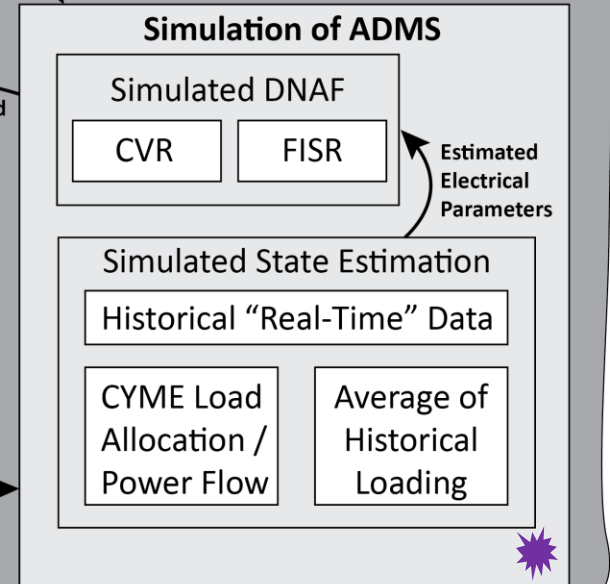 Simulation of ADMS
Simulated DNAF
CVR
FISR
d
Estimated
Electrical
Parameters
Simulated State Estimation
Historical “Real-Time” Data
CYME Load
Allocation /
Power Flow
Average of
Historical
Loading